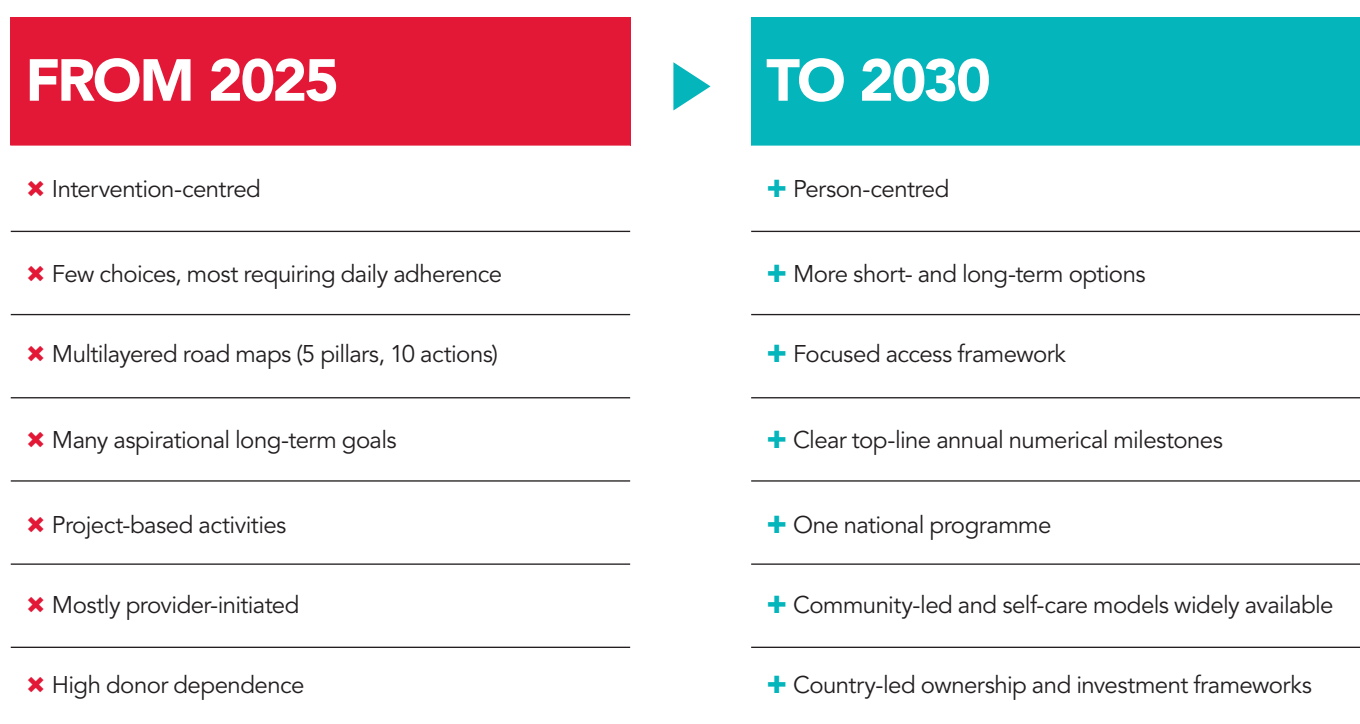 FROM 2025
TO 2030
Intervention-centred
Person-centred
Few choices, most requiring daily adherence
More short- and long-term options
Multilayered road maps (5 pillars, 10 actions)
Focused access framework
Many aspirational long-term goals
Clear top-line annual numerical milestones
Project-based activities
One national programme
Mostly provider-initiated
Community-led and self-care models widely available
High donor dependence
Country-led ownership and investment frameworks